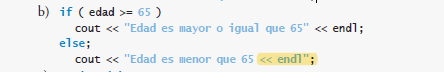 b) if ( edad >= 65 )
cout << "Edad es mayor o igual que 65" << endl;
else;
cout << "Edad es menor que 65 << endl";